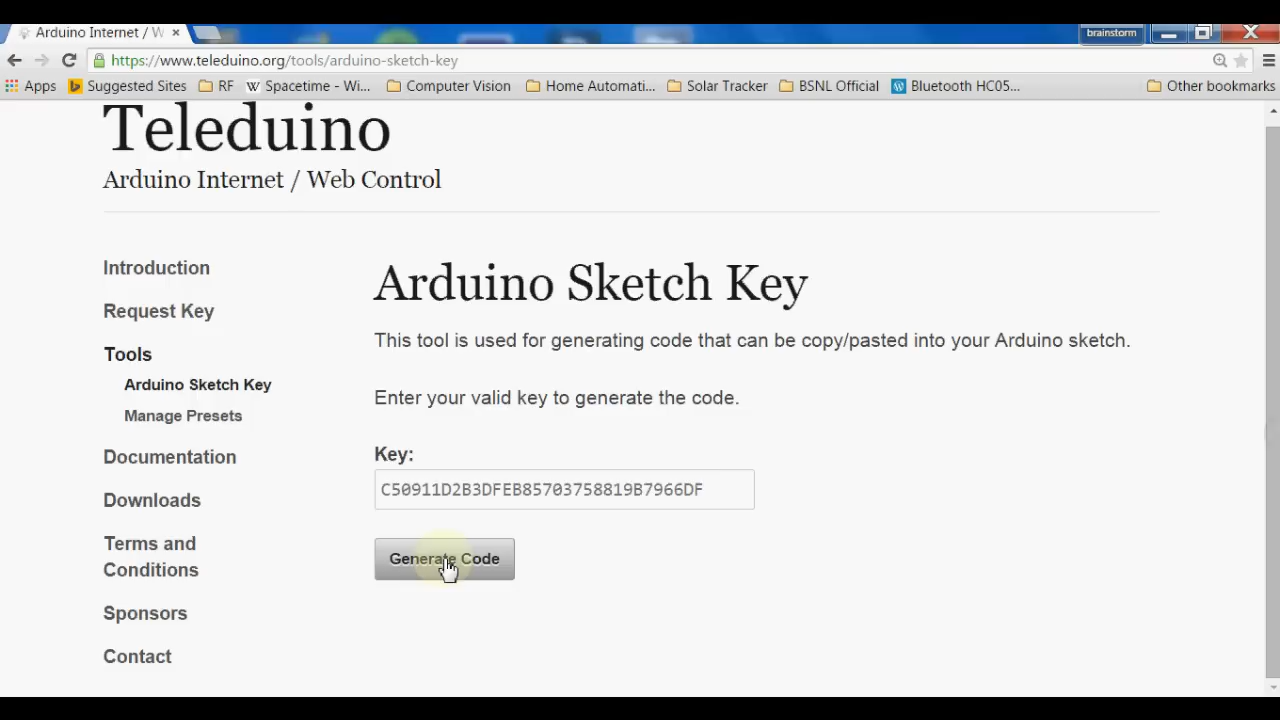 Arduino Internet / W
brainstorm
https://www.teleduino.org/tools/arduino-sketch-key
Apps
Suggested Sites
RF
Spacetime - Wi...
Computer Vision
Home Automati...
Solar Tracker
BSNL Official
Bluetooth HC05...
Other bookmarks
Teleduino
Arduino Internet / Web Control
Introduction
Request Key
Tools
Arduino Sketch Key
Manage Presets
Documentation
Downloads
Terms and
Conditions
Sponsors
Contact
Arduino Sketch Key
This tool is used for generating code that can be copy/pasted into your Arduino sketch.
Enter your valid key to generate the code.
Key:
C50911D2B3DFEB85703758819B7966DF
Generate Code